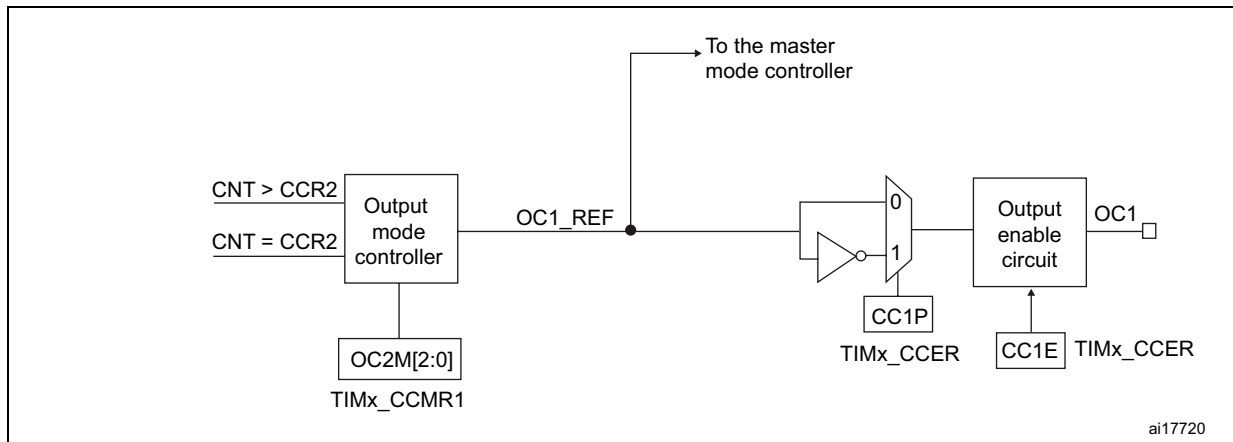 To the master
mode controller
CNT > CCR2
CNT = CCR2
Output
mode
controller
OC1_REF
0
1
Output
enable
circuit
OC1
CC1P
TIMx_CCER
CC1E
TIMx_CCER
OC2M[2:0]
TIMx_CCMR1
ai17720